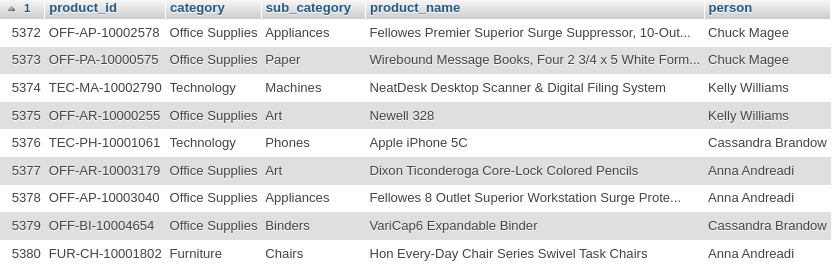 1 product_id category sub_category product_name person
5372 OFF-AP-10002578 Office Supplies Appliances Fellowes Premier Superior Surge Suppressor, 10-Out... Chuck Magee
5373 OFF-PA-10000575 Office Supplies Paper Wirebound Message Books, Four 2 3/4 x 5 White Form... Chuck Magee
5374 TEC-MA-10002790 Technology Machines NeatDesk Desktop Scanner & Digital Filing System Kelly Williams
5375 OFF-AR-10000255 Office Supplies Art Newell 328 Kelly Williams
5376 TEC-PH-10001061 Technology Phones Apple iPhone 5C Cassandra Brandow
5377 OFF-AR-10003179 Office Supplies Art Dixon Ticonderoga Core-Lock Colored Pencils Anna Andreadi
5378 OFF-AP-10003040 Office Supplies Appliances Fellowes 8 Outlet Superior Workstation Surge Prote... Anna Andreadi
5379 OFF-BI-10004654 Office Supplies Binders VariCap6 Expandable Binder Cassandra Brandow
5380 FUR-CH-10001802 Furniture Chairs Hon Every-Day Chair Series Swivel Task Chairs Anna Andreadi